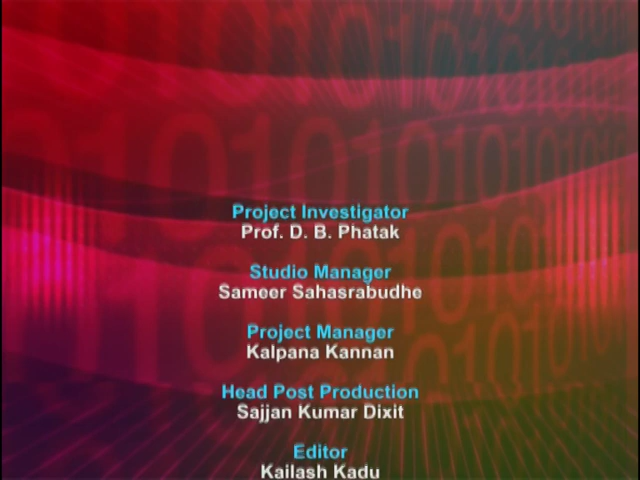 Project Investigator
Prof. D. B. Phatak
Studio Manager
Sameer Sahasrabudhe
Project Manager
Kalpana Kannan
Head Post Production
Sajjan Kumar Dixit
Editor
Kailash Kadu